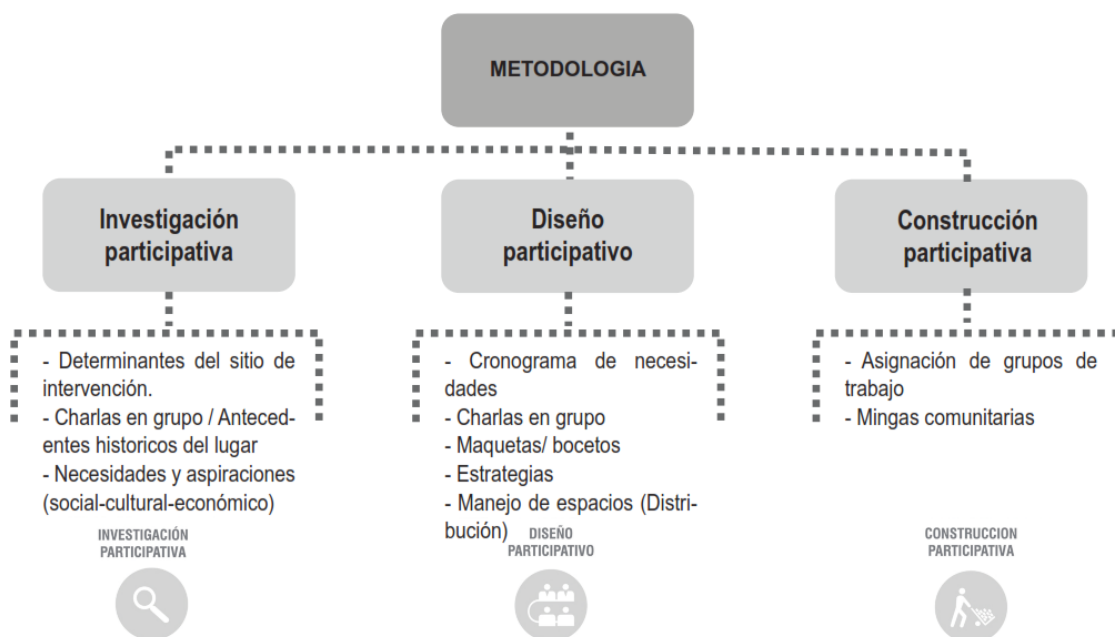 METODOLOGIA
Investigación
participativa
- Determinantes del sitio de
intervención.
- Charlas en grupo / Anteced-
entes historicos del lugar
- Necesidades y aspiraciones
(social-cultural-económico)
INVESTIGACIÓN
PARTICIPATIVA
Diseño
participativo
- Cronograma de necesi-
dades
- Charlas en grupo
- Maquetas/ bocetos
- Estrategias
- Manejo de espacios (Distri-
bución)
DISEÑO
PARTICIPATIVO
Construcción
participativa
- Asignación de grupos de
trabajo
- Mingas comunitarias
CONSTRUCCION
PARTICIPATIVA